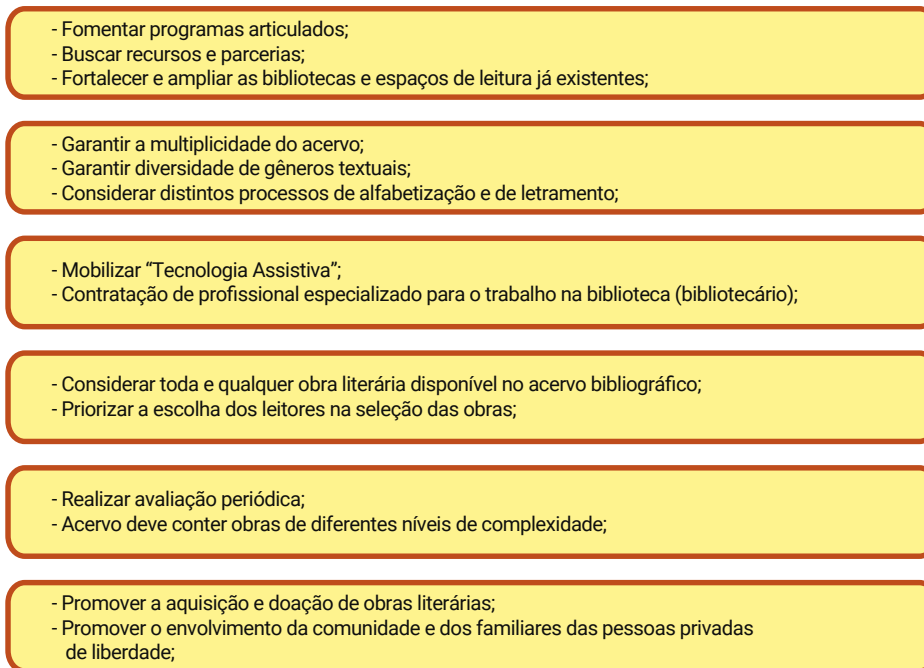 - Fomentar programas articulados;
- Buscar recursos e parcerias;
- Fortalecer e ampliar as bibliotecas e espaços de leitura já existentes;
- Garantir a multiplicidade do acervo;
- Garantir diversidade de gêneros textuais;
- Considerar distintos processos de alfabetização e de letramento;
- Mobilizar “Tecnologia Assistiva”;
- Contratação de profissional especializado para o trabalho na biblioteca (bibliotecário);
- Considerar toda e qualquer obra literária disponível no acervo bibliográfico;
- Priorizar a escolha dos leitores na seleção das obras;
- Realizar avaliação periódica;
- Acervo deve conter obras de diferentes níveis de complexidade;
- Promover a aquisição e doação de obras literárias;
- Promover o envolvimento da comunidade e dos familiares das pessoas privadas
de liberdade;